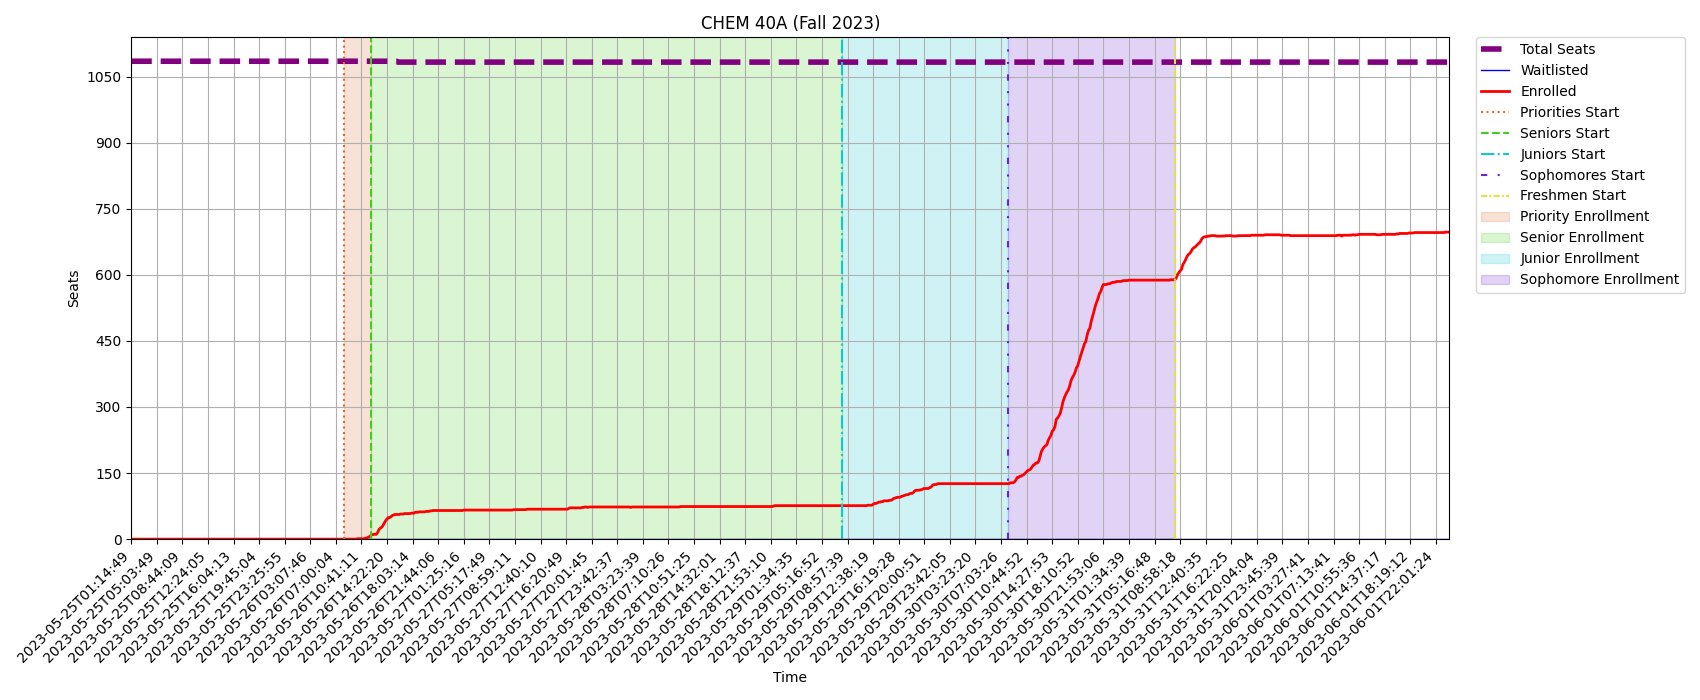 CHEM 40A (Fall 2023)
Seats
1050
900
750
600
450
300
150
0
2023-05-25T01:14:49
2023-05-25T05:03:49
2023-05-25T08:44:09
2023-05-25T12:24:05
2023-05-25T16:04:13
2023-05-25T19:45:04
2023-05-25T23:25:55
2023-05-26T03:07:46
2023-05-26T07:00:04
2023-05-26T10:41:11
2023-05-26T14:22:20
2023-05-26T18:03:14
2023-05-26T21:44:06
2023-05-27T01:25:16
2023-05-27T05:17:49
2023-05-27T08:59:11
2023-05-27T12:40:10
2023-05-27T16:20:49
2023-05-27T20:01:45
2023-05-27T23:42:37
2023-05-28T03:23:39
2023-05-28T07:10:26
2023-05-28T10:51:25
2023-05-28T14:32:01
2023-05-28T18:12:37
2023-05-28T21:53:10
2023-05-29T01:34:35
2023-05-29T05:16:52
2023-05-29T08:57:39
2023-05-29T12:38:19
2023-05-29T16:19:28
2023-05-29T20:00:51
2023-05-29T23:42:05
2023-05-30T03:23:20
2023-05-30T07:03:26
2023-05-30T10:44:52
2023-05-30T14:27:53
2023-05-30T18:10:52
2023-05-30T21:53:06
2023-05-31T01:34:39
2023-05-31T05:16:48
2023-05-31T08:58:18
2023-05-31T12:40:35
2023-05-31T16:22:25
2023-05-31T20:04:04
2023-05-31T23:45:39
2023-06-01T03:27:41
2023-06-01T07:13:41
2023-06-01T10:55:36
2023-06-01T14:37:17
2023-06-01T18:19:12
2023-06-01T22:01:24
Time
Total Seats
Waitlisted
Enrolled
Priorities Start
Seniors Start
Juniors Start
Sophomores Start
Freshmen Start
Priority Enrollment
Senior Enrollment
Junior Enrollment
Sophomore Enrollment